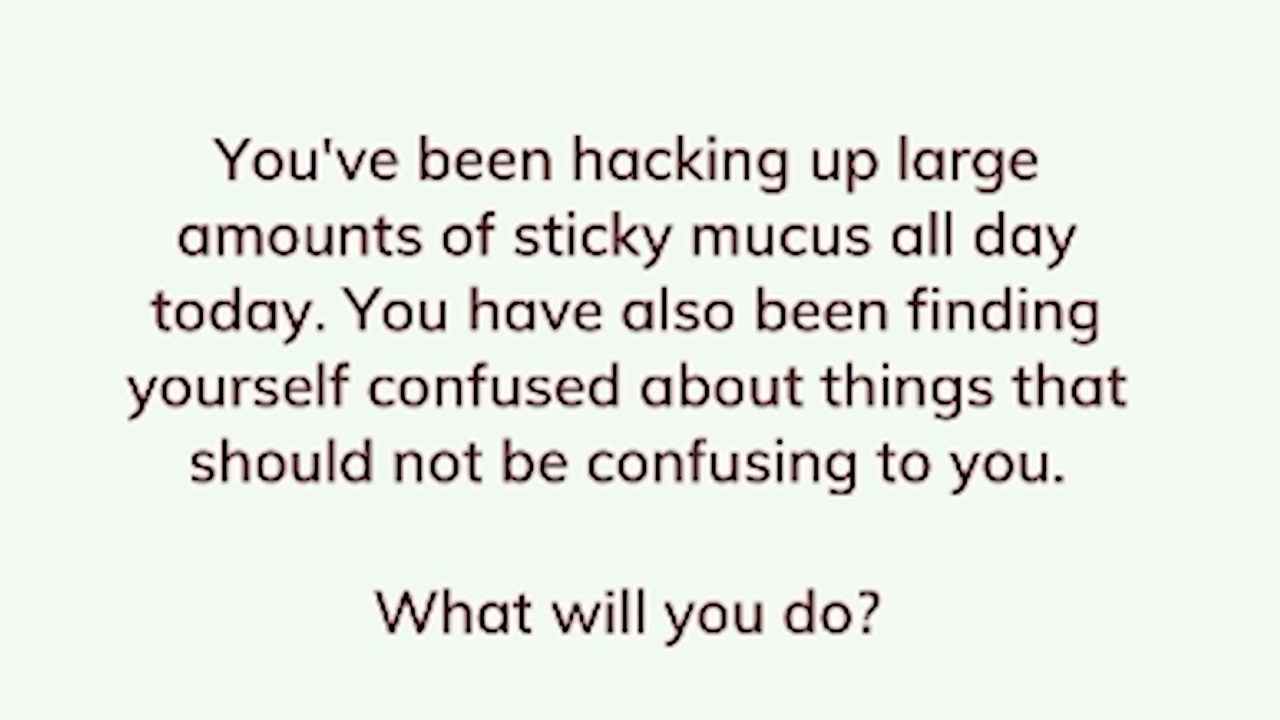 You've been hacking up large
amounts of sticky mucus all day
today. You have also been finding
yourself confused about things that
should not be confusing to you.
What will you do?